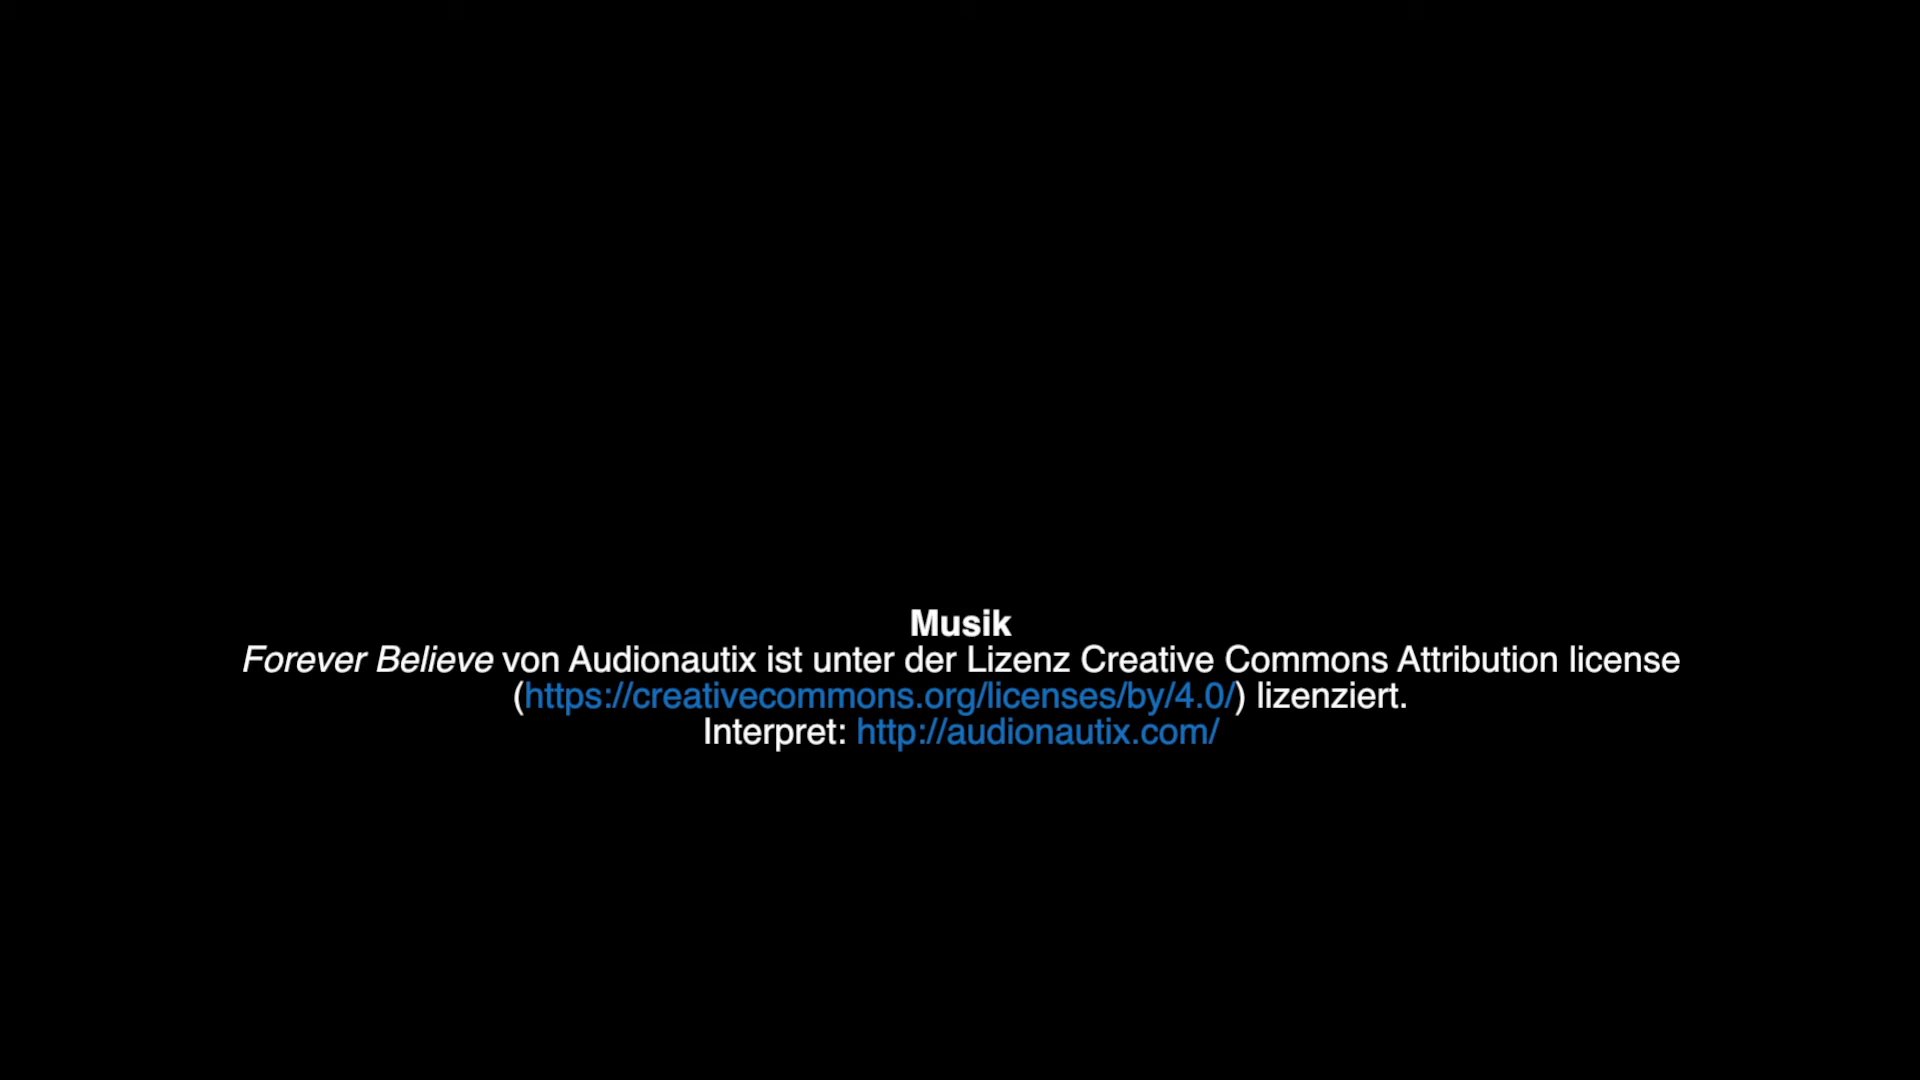 Musik
Forever Believe von Audionautix ist unter der Lizenz Creative Commons Attribution license
(https://creativecommons.org/licenses/by/4.0/) lizenziert.
Interpret: http://audionautix.com/